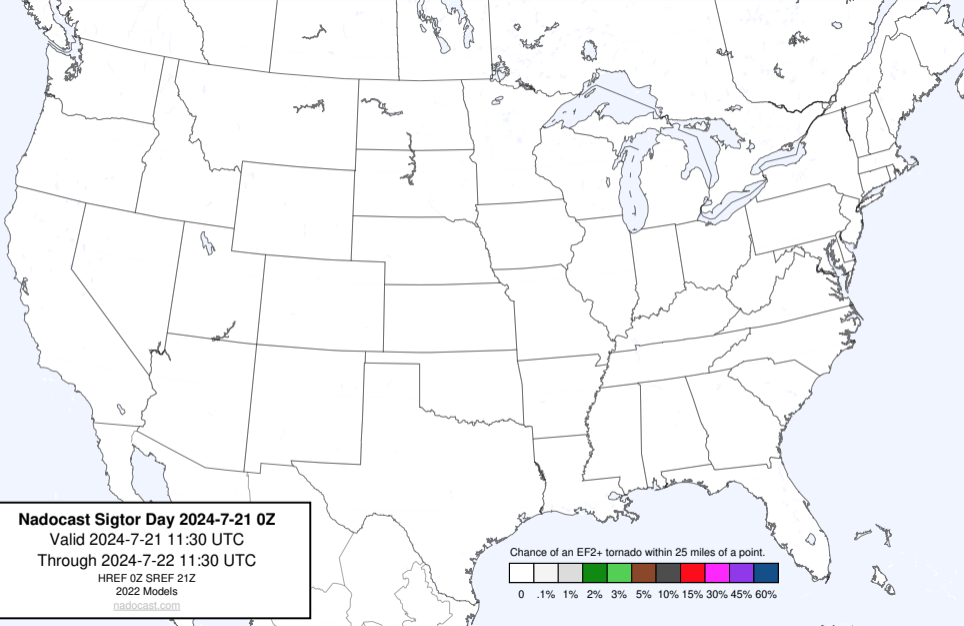 Nadocast Sigtor Day 2024-7-21 0Z
Valid 2024-7-21 11:30 UTC
Through 2024-7-22 11:30 UTC
HREF 0Z SREF 21Z
2022 Models
nadocast.com
Chance of an EF2+ tornado within 25 miles of a point.
0 .1% 1% 2% 3% 5% 10% 15% 30% 45% 60%